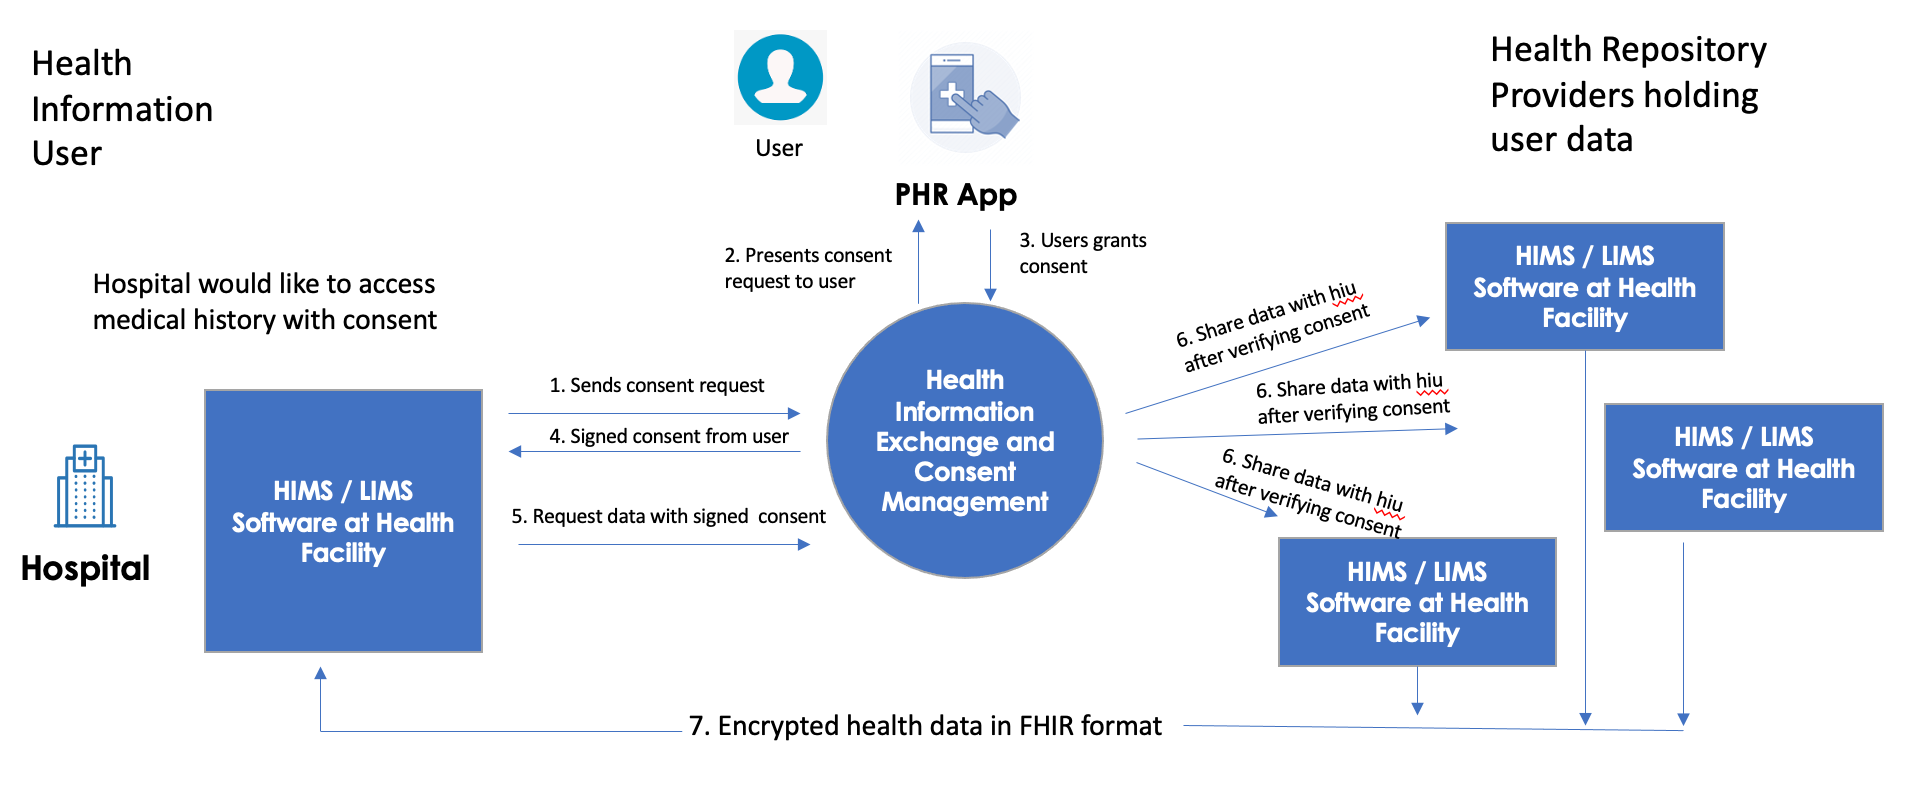 Health
Information
User
User
PHR App
Health Repository
Providers holding
user data
2. Presents consent
request to user
3. Users grants
consent
Hospital would like to access
medical history with consent
1. Sends consent request
4. Signed consent from user
5. Request data with signed  consent
Health
Information
Exchange and
Consent
Management
6. Share data with hiu
after verifying consent
6. Share data with hiu
after verifying consent
6. Share data with hiu
after verifying consent
HIMS / LIMS
Software at Health
Facility
HIMS / LIMS
Software at Health
Facility
HIMS / LIMS
Software at Health
Facility
HIMS / LIMS
Software at Health
Facility
Hospital
7. Encrypted health data in FHIR format